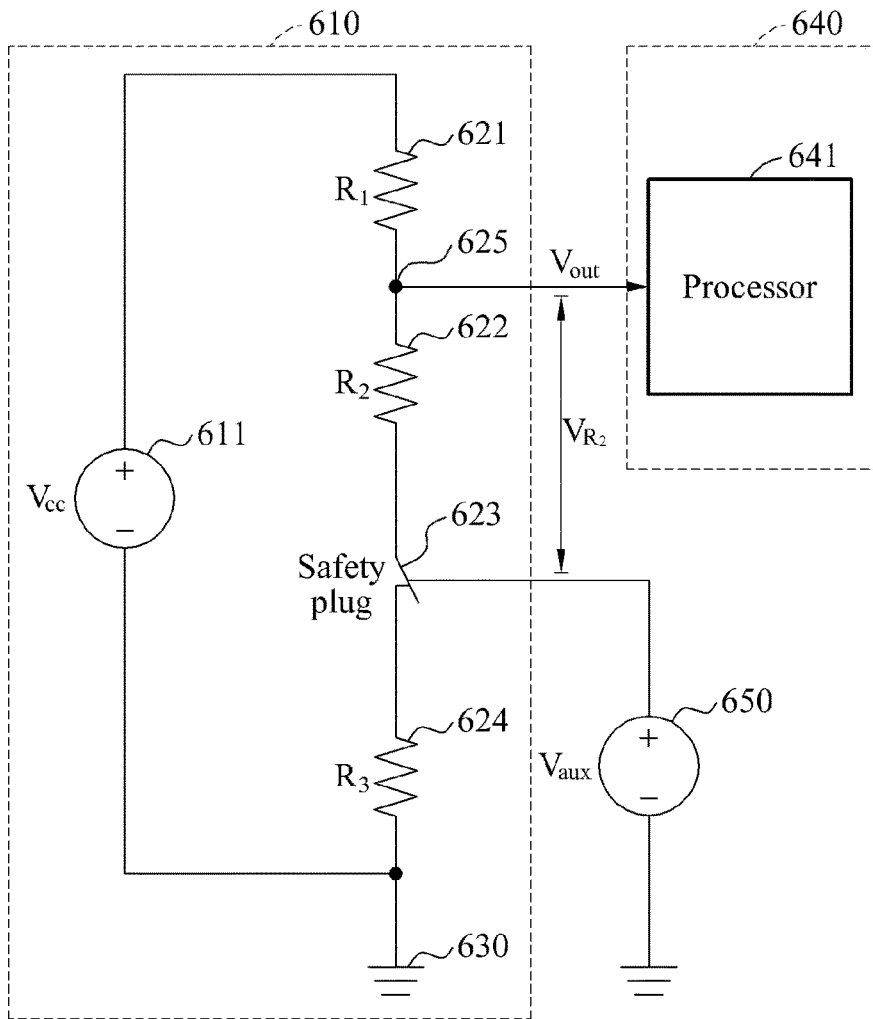 610
640
621
R1
641
625
Vout
Processor
622
R2
VR2
611
+
Vcc
−
623
Safety
plug
624
650
R3
+
Vaux
−
630